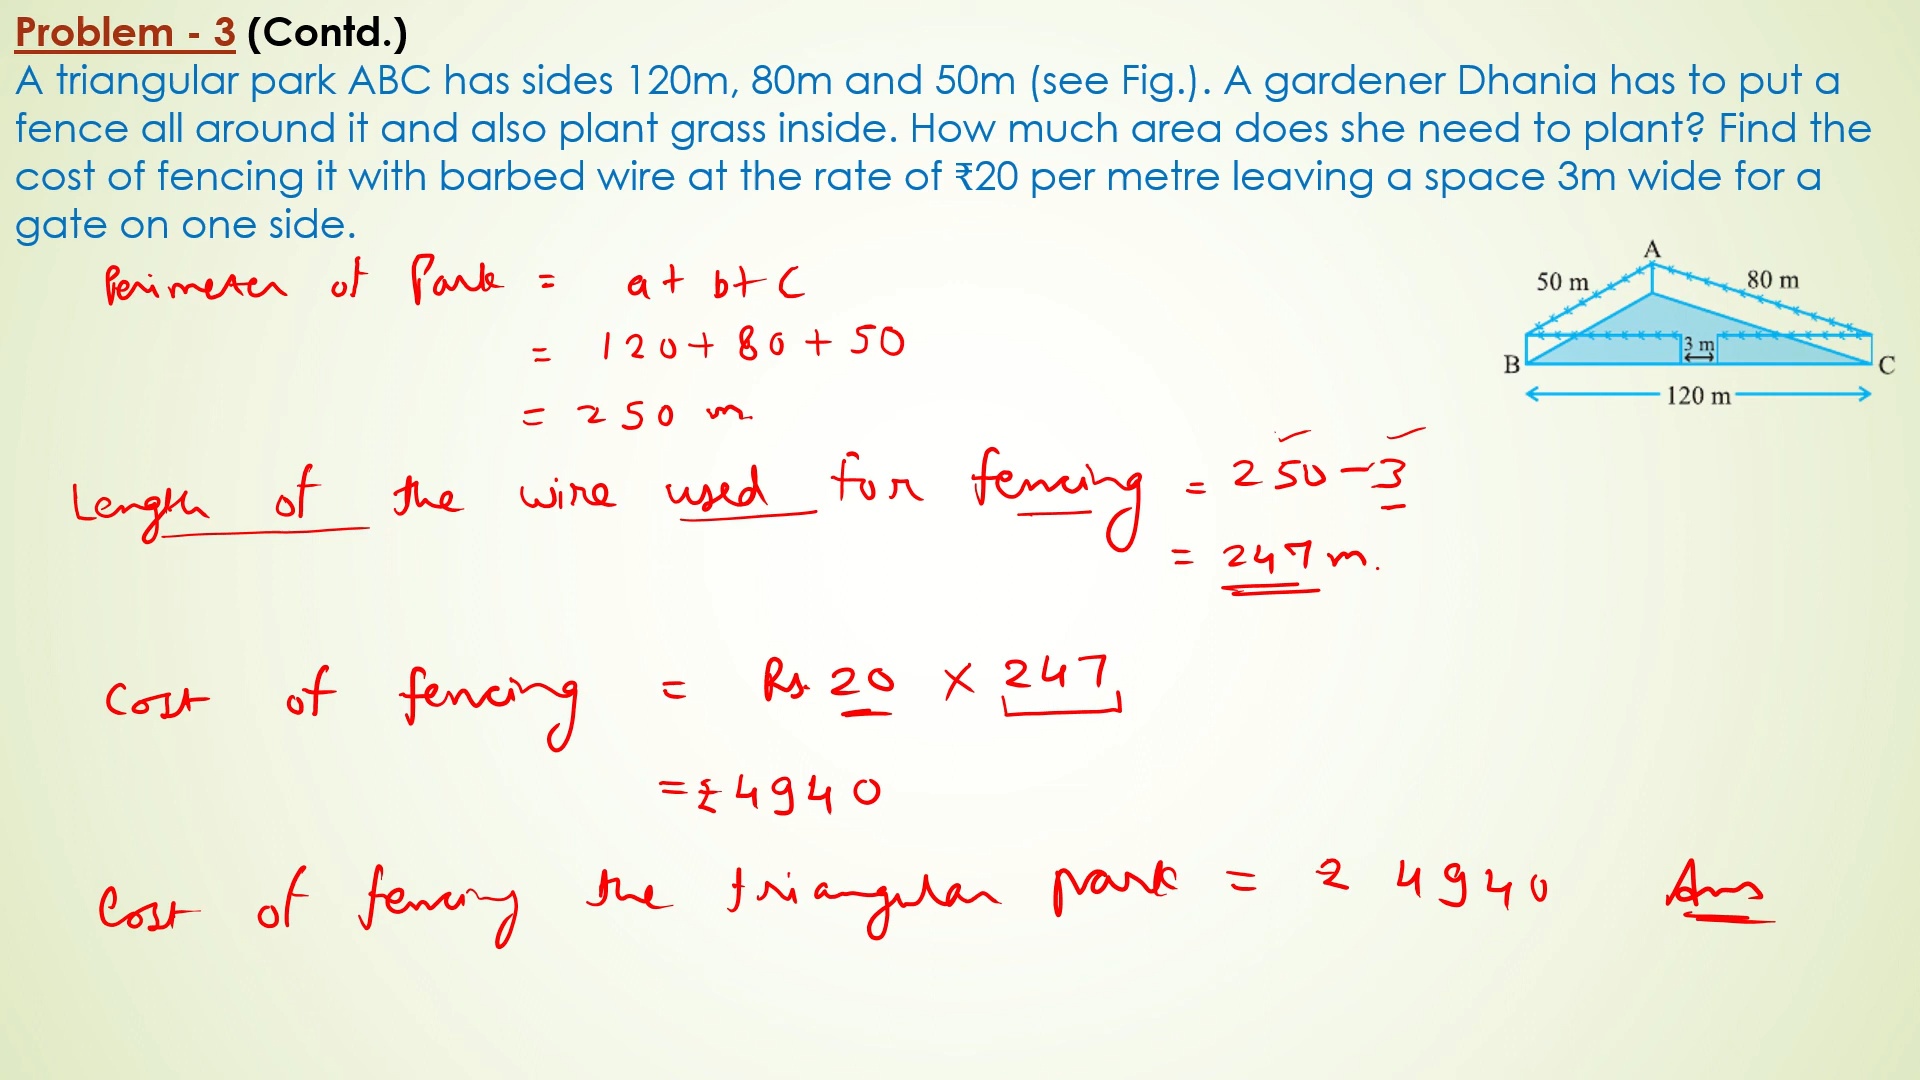 Problem - 3 (Contd.)
A triangular park ABC has sides 120m, 80m and 50m (see Fig.). A gardener Dhania has to put a
fence all around it and also plant grass inside. How much area does she need to plant? Find the
cost of fencing it with barbed wire at the rate of ₹20 per metre leaving a space 3m wide for a
gate on one side.
A
50 m 80 m
3 m
B C
120 m
Perimeter of Park = a + b + c
= 120 + 80 + 50
= 250 m
Length of the wire used for fencing = 250 - 3
= 247 m.
Cost of fencing = Rs. 20 × 247
= ₹ 4940
Cost of fencing the triangular park = ₹ 4940 Ans